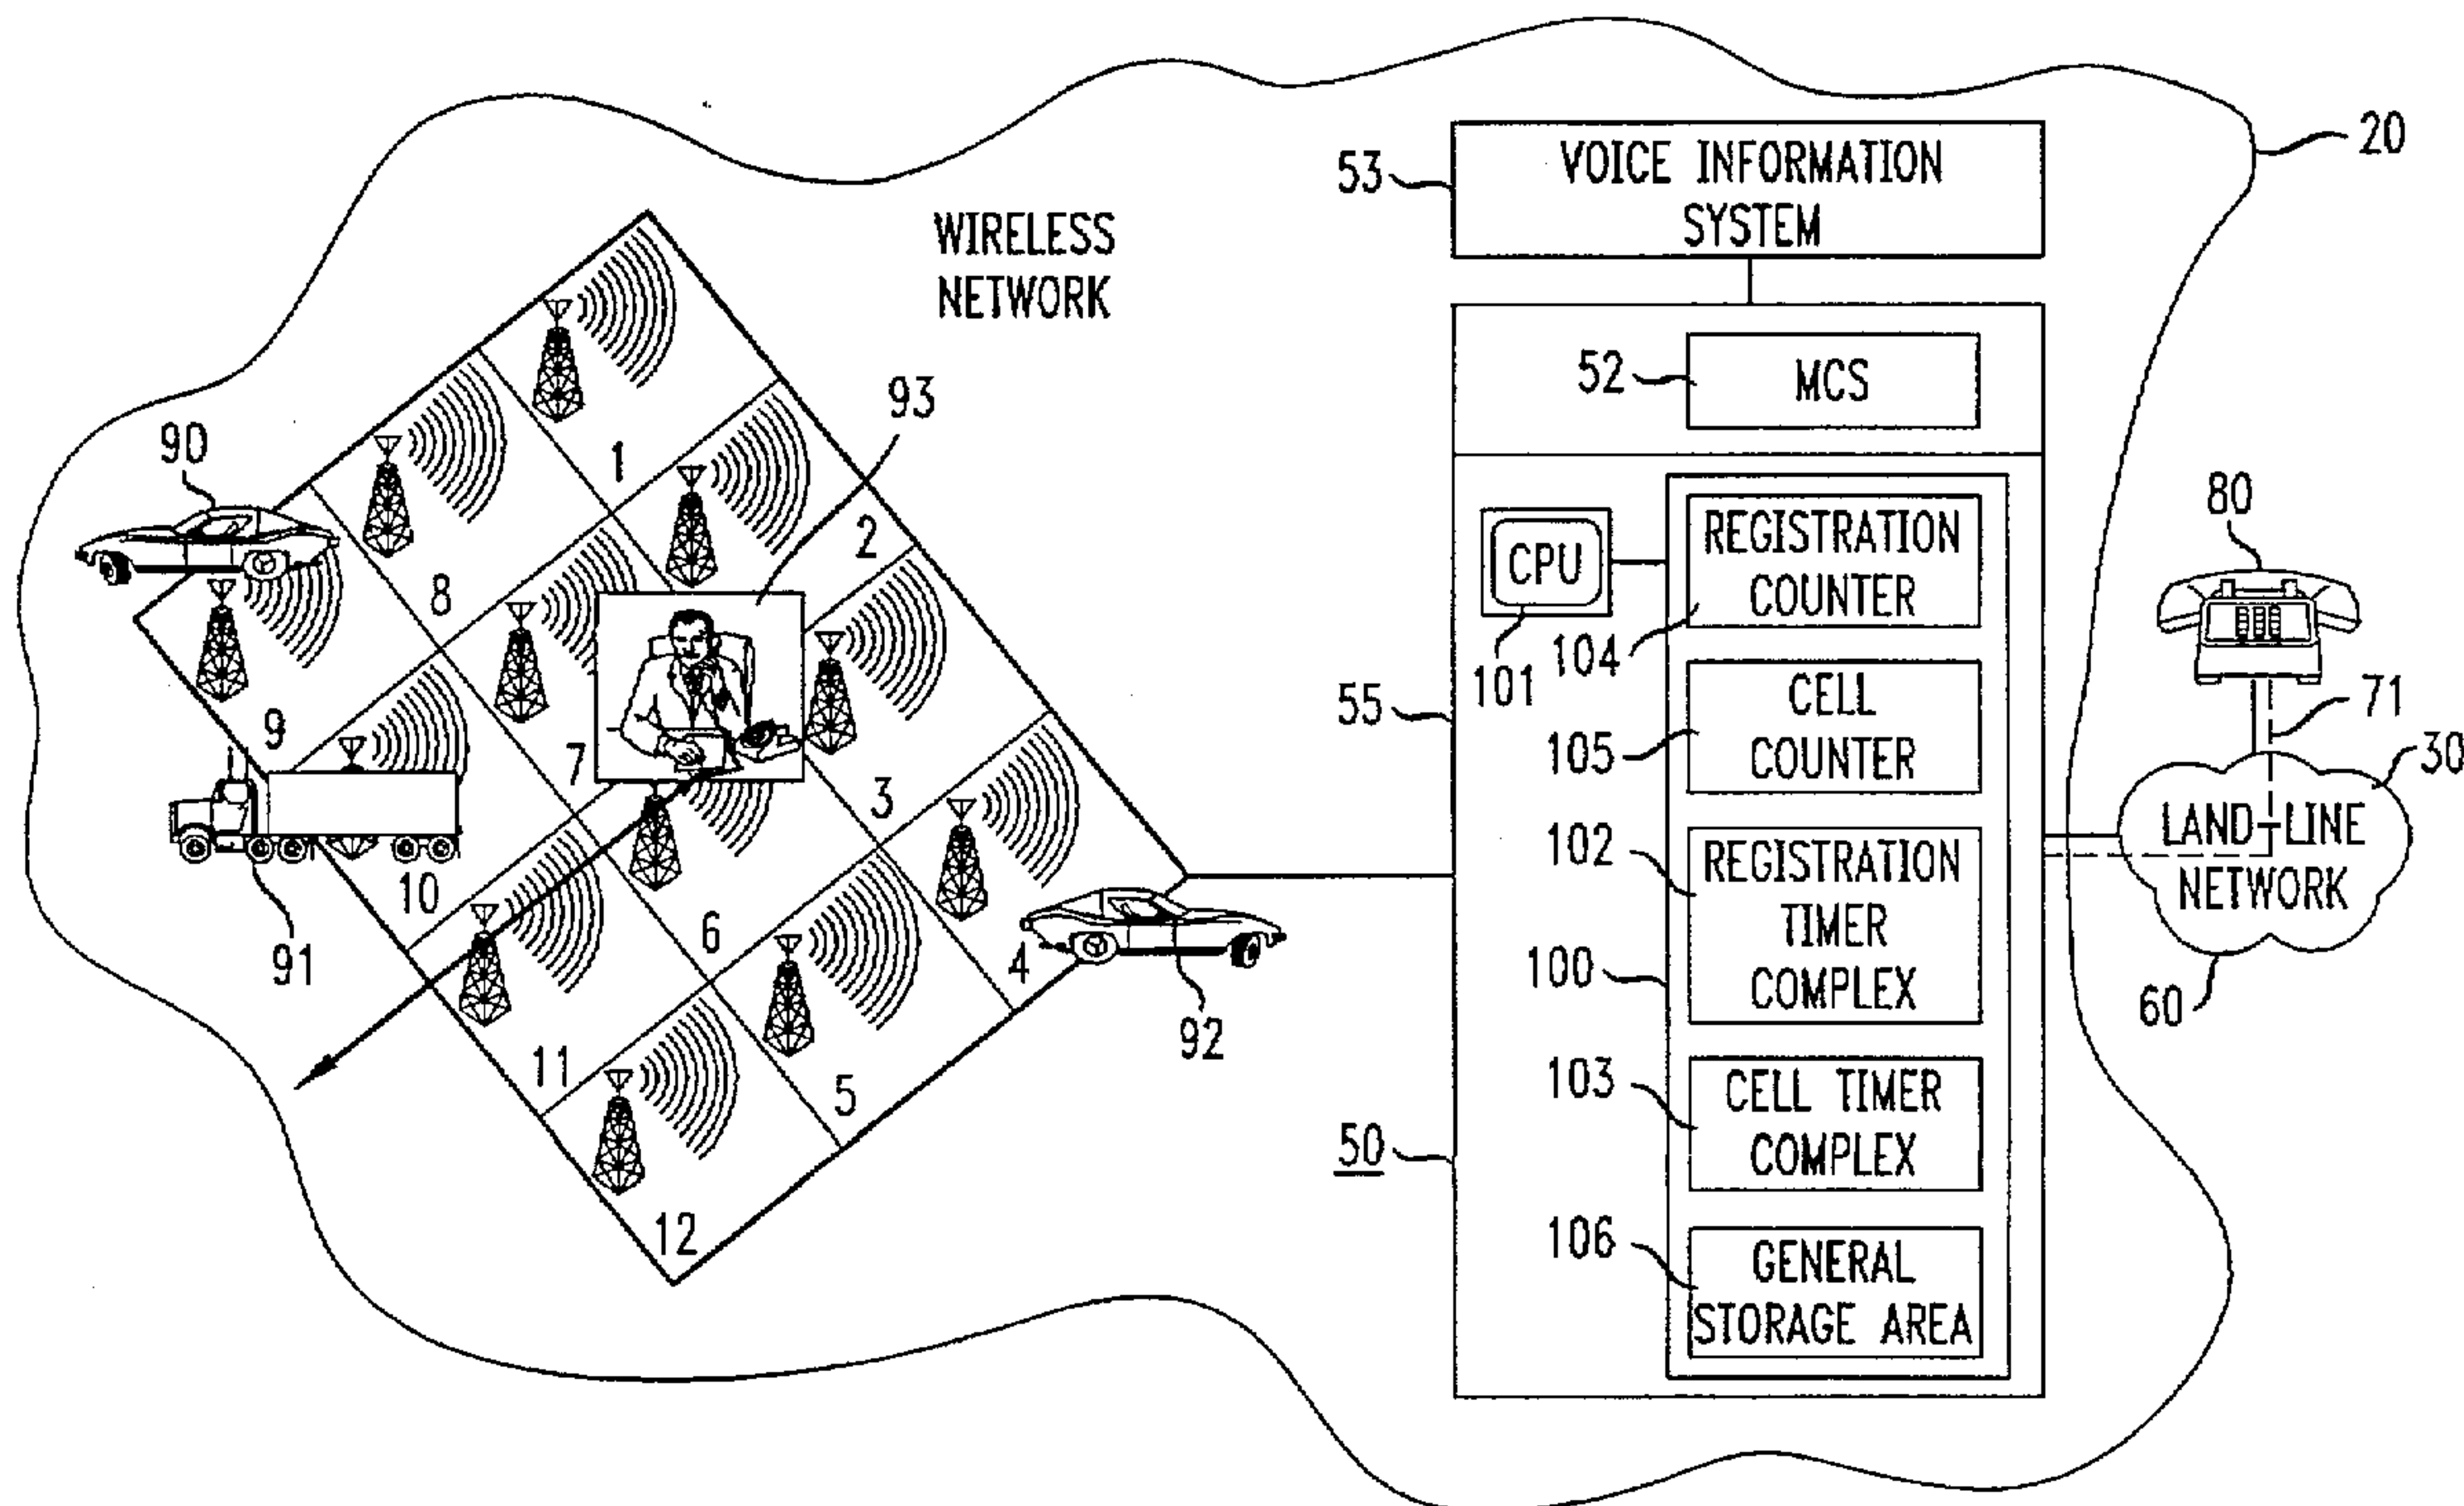 20
53
VOICE INFORMATION
SYSTEM
WIRELESS
NETWORK
52
MCS
93
90
1
2
80
CPU
REGISTRATION
COUNTER
8
101
104
71
55
CELL
COUNTER
105
9
7
30
3
LAND-LINE
NETWORK
102
REGISTRATION
TIMER
COMPLEX
10
91
6
4
100
60
92
11
5
103
CELL TIMER
COMPLEX
50
12
106
GENERAL
STORAGE AREA